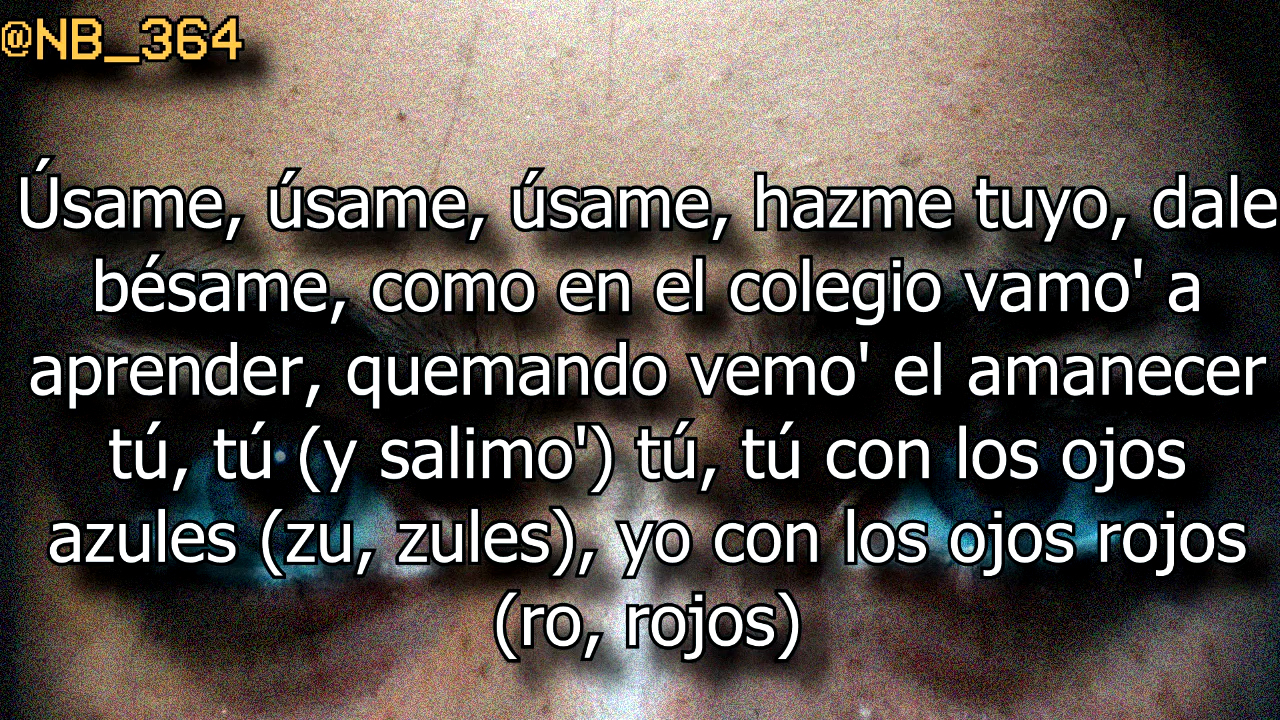 @NB_364
Úsame, úsame, úsame, hazme tuyo, dale
bésame, como en el colegio vamo' a
aprender, quemando vemo' el amanecer
tú, tú (y salimo') tú, tú con los ojos
azules (zu, zules), yo con los ojos rojos
(ro, rojos)